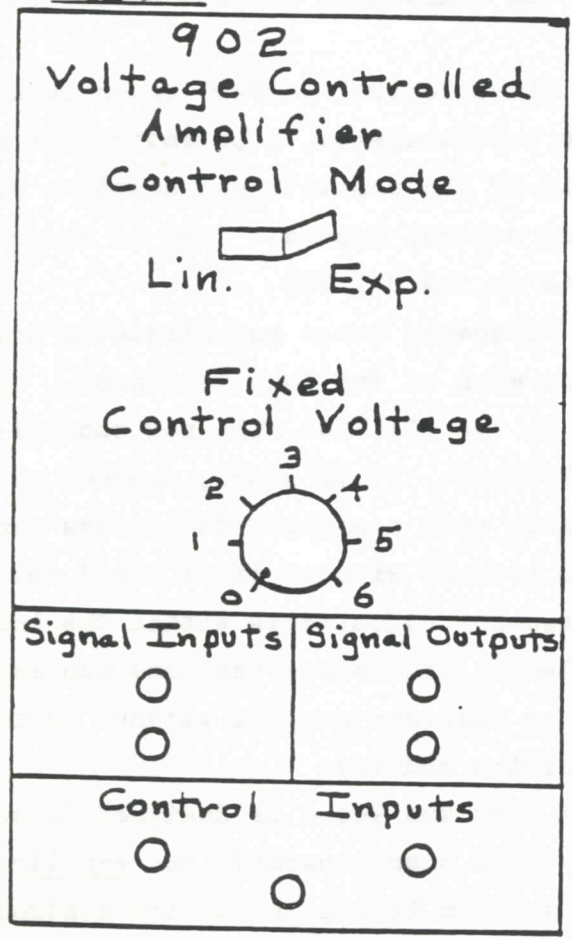 902
Voltage Controlled
Amplifier
Control Mode
Lin. Exp.
Fixed
Control Voltage
3
2 4
1 5
0 6
Signal Inputs Signal Outputs
Control Inputs